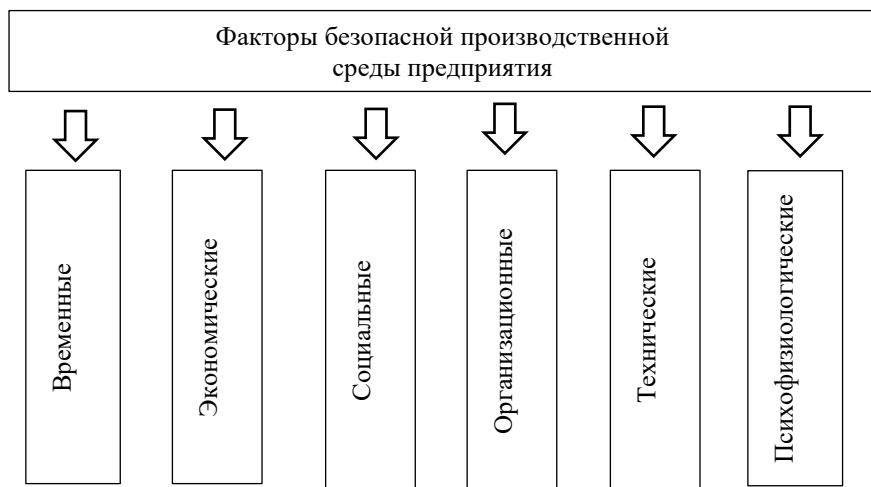 Факторы безопасной производственной
среды предприятия
Временные
Экономические
Социальные
Организационные
Технические
Психофизиологические